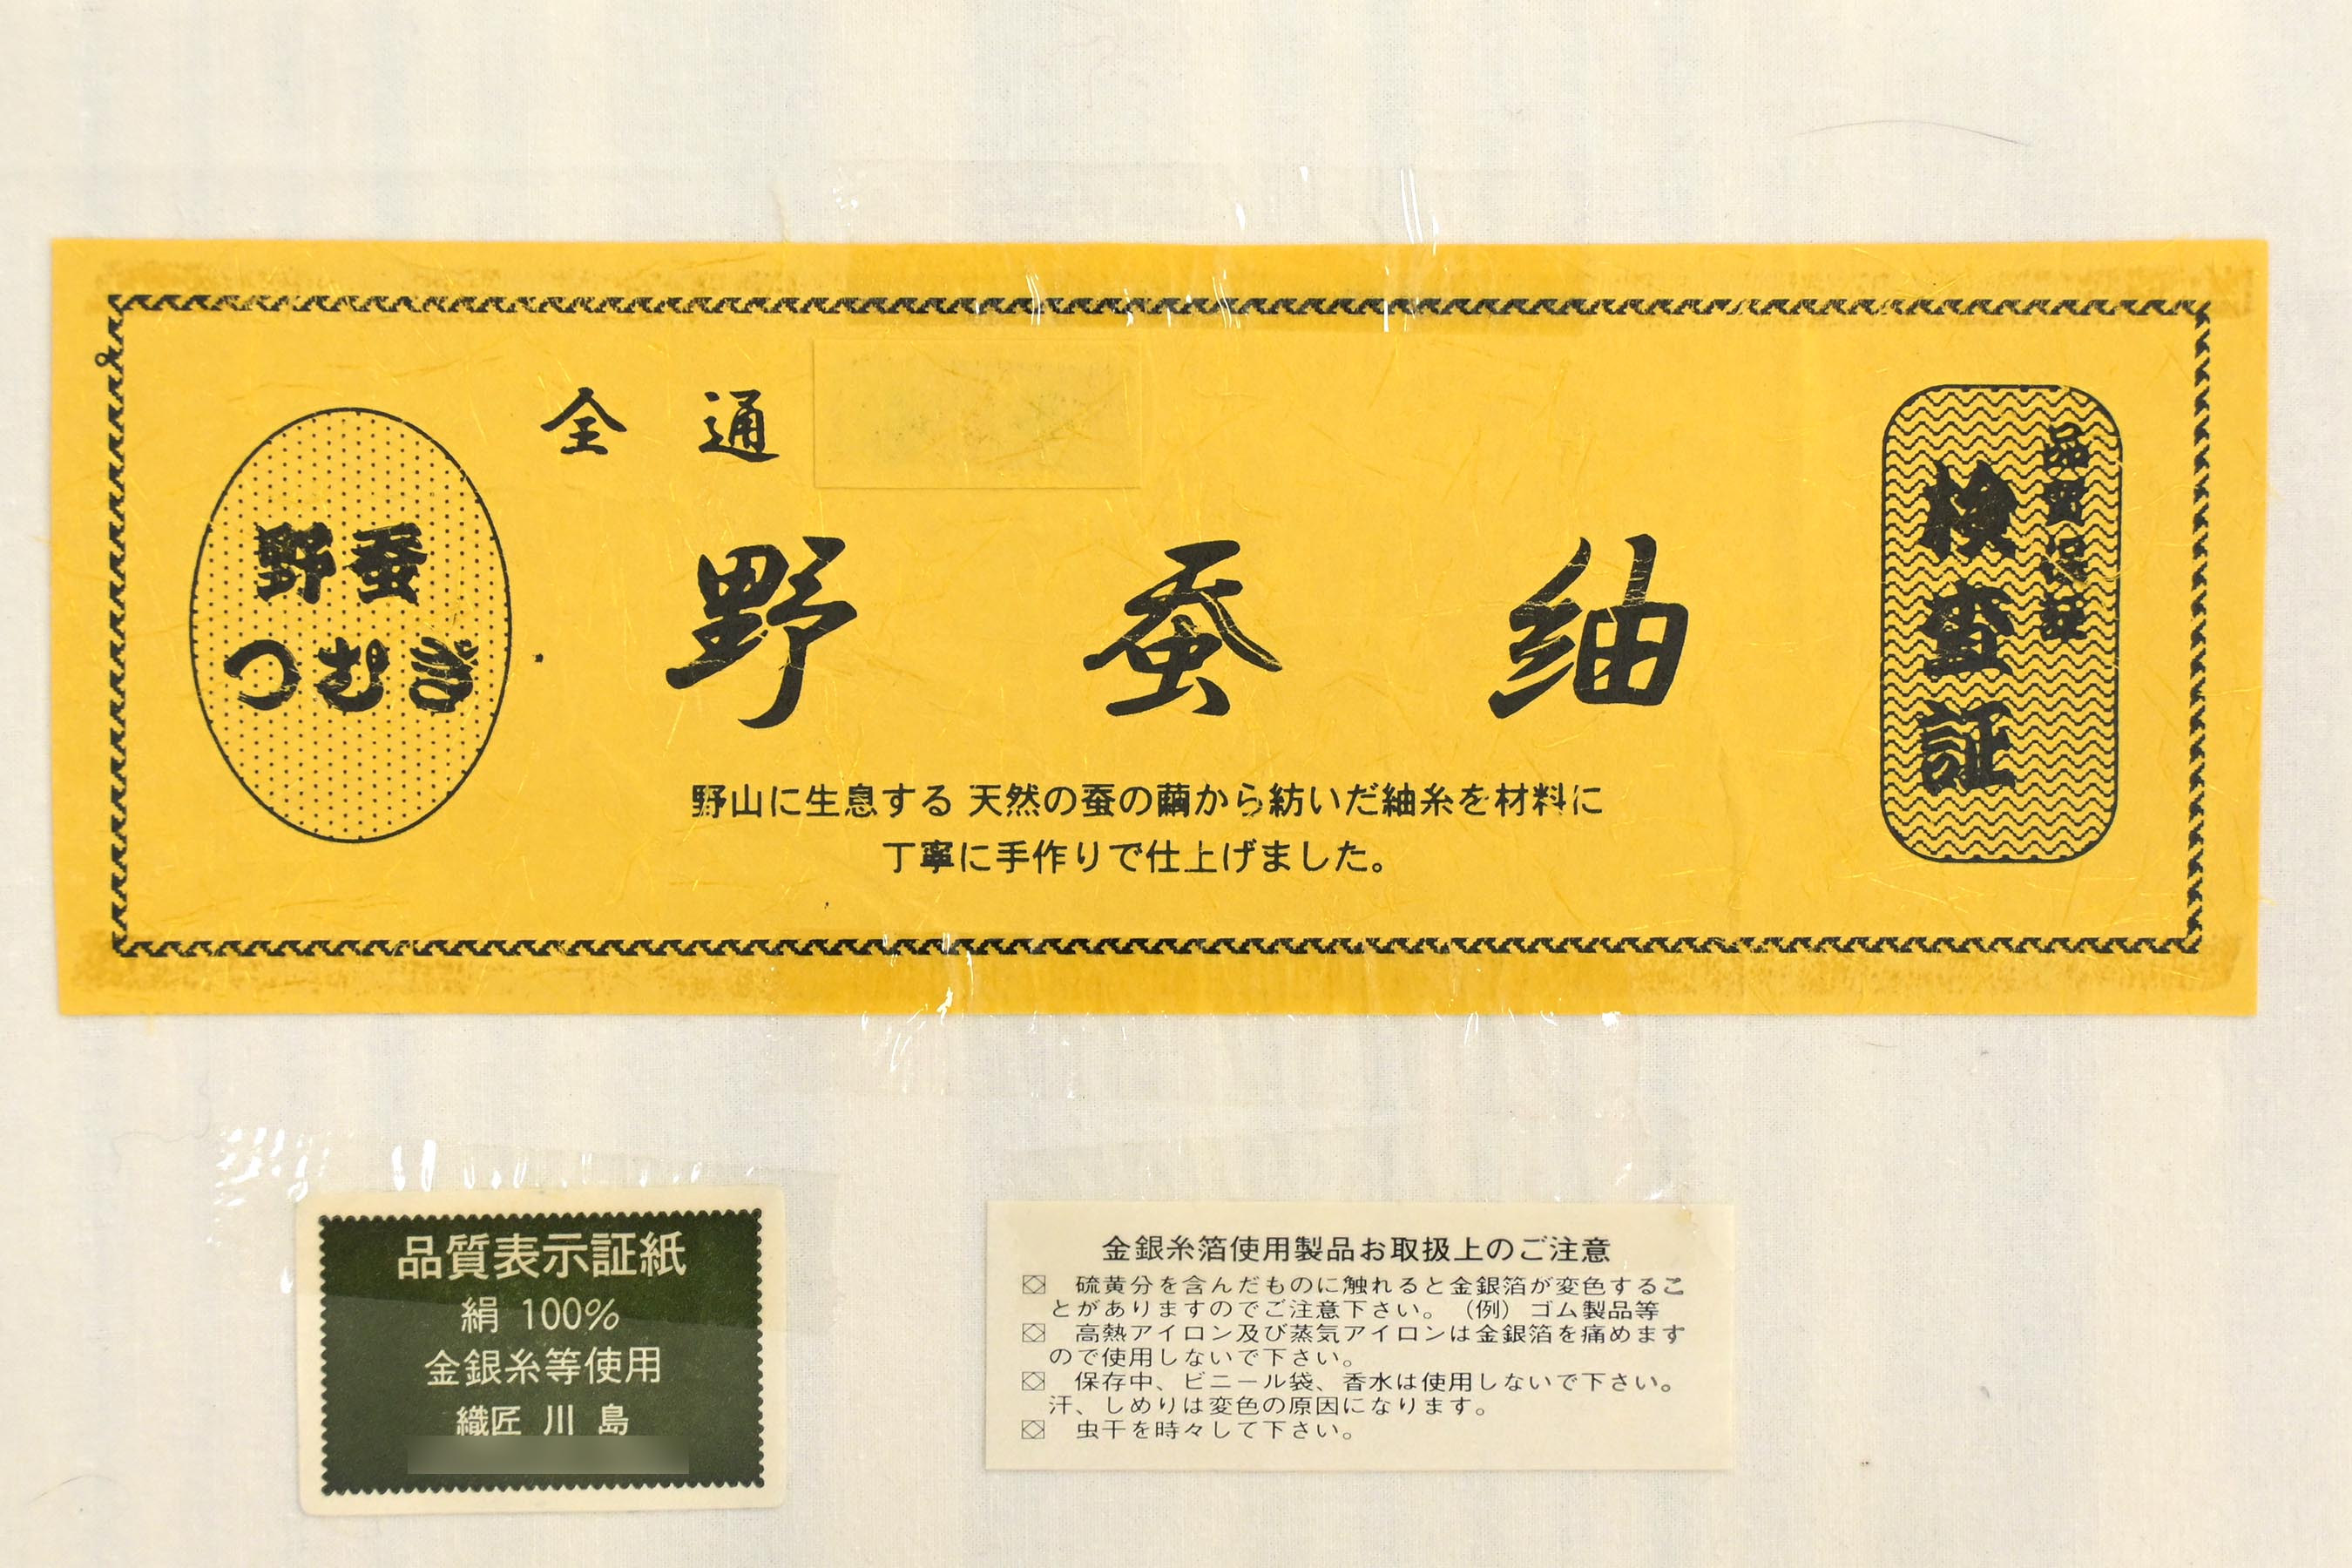 全通
野蚕
つむぎ
野蚕紬
野山に生息する 天然の蚕の繭から紡いだ紬糸を材料に
丁寧に手作りで仕上げました。
品質保証
検査証
品質表示証紙
絹 100%
金銀糸等使用
織匠 川島
金銀糸箔使用製品お取扱上のご注意
硫黄分を含んだものに触れると金銀箔が変色するこ
とがありますのでご注意下さい。(例)ゴム製品等
高熱アイロン及び蒸気アイロンは金銀箔を痛めます
ので使用しないで下さい。
保存中、ビニール袋、香水は使用しないで下さい。
汗、しめりは変色の原因になります。
虫干を時々して下さい。